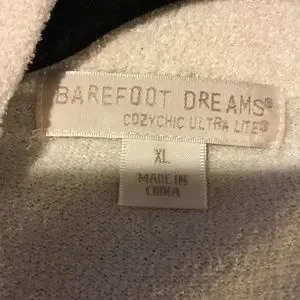 BAREFOOT DREAMS®
COZYCHIC ULTRA LITE®
XL
MADE IN
CHINA